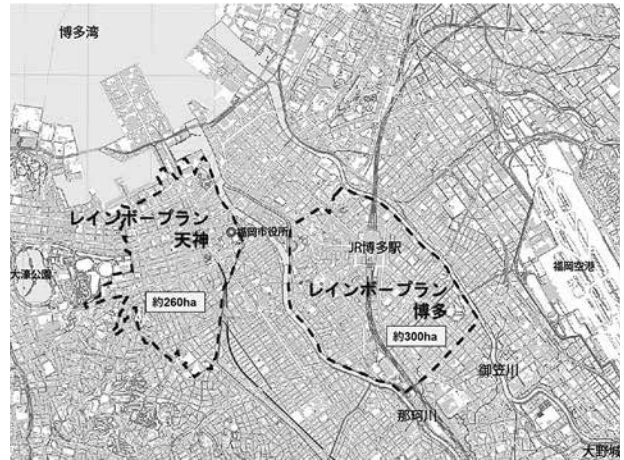 博多湾
レインボープラン
天神
◎福岡市役所
大濠公園
約260ha
JR博多駅
レインボープラン
博多
約300ha
福岡空港
御笠川
那珂川
大野城